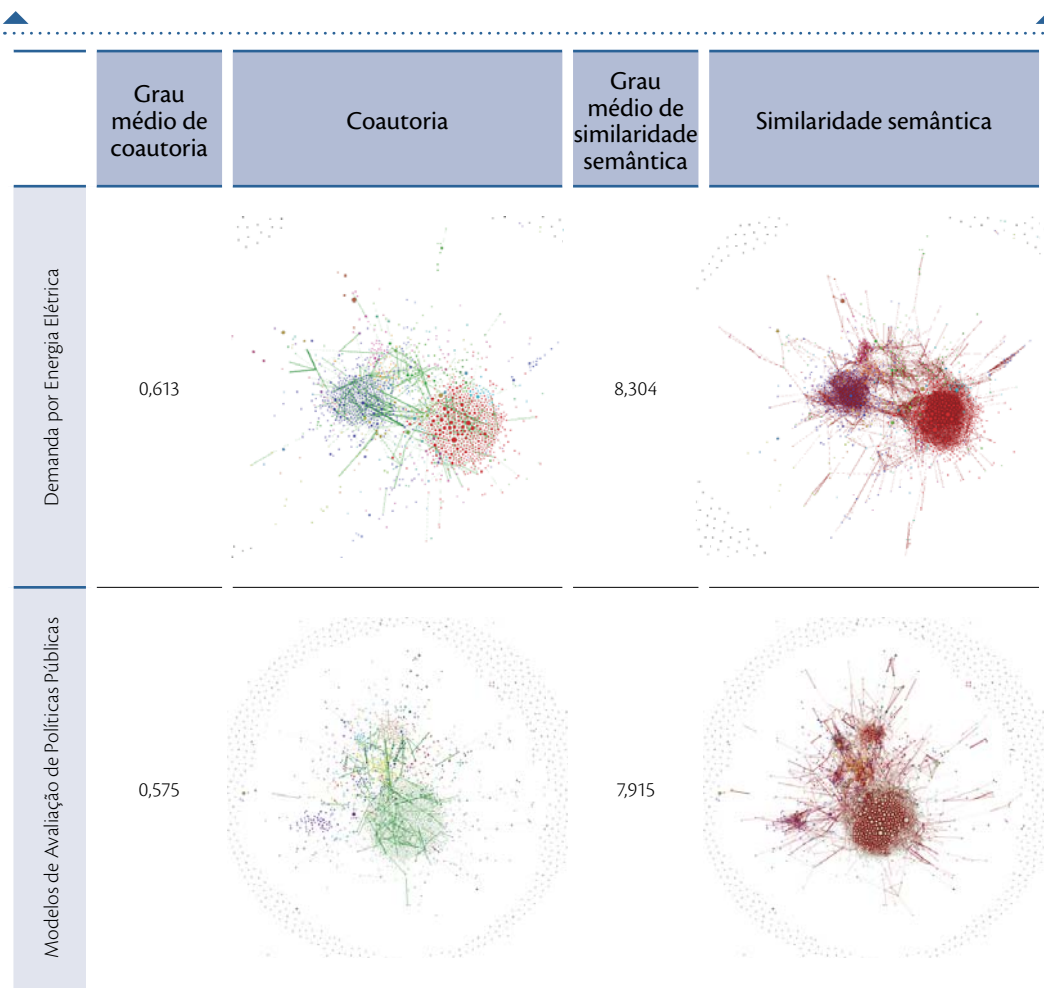 Grau
médio de
coautoria
Coautoria
Grau
médio de
similaridade
semântica
Similaridade semântica
Demanda por Energia Elétrica
0,613
8,304
Modelos de Avaliação de Políticas Públicas
0,575
7,915